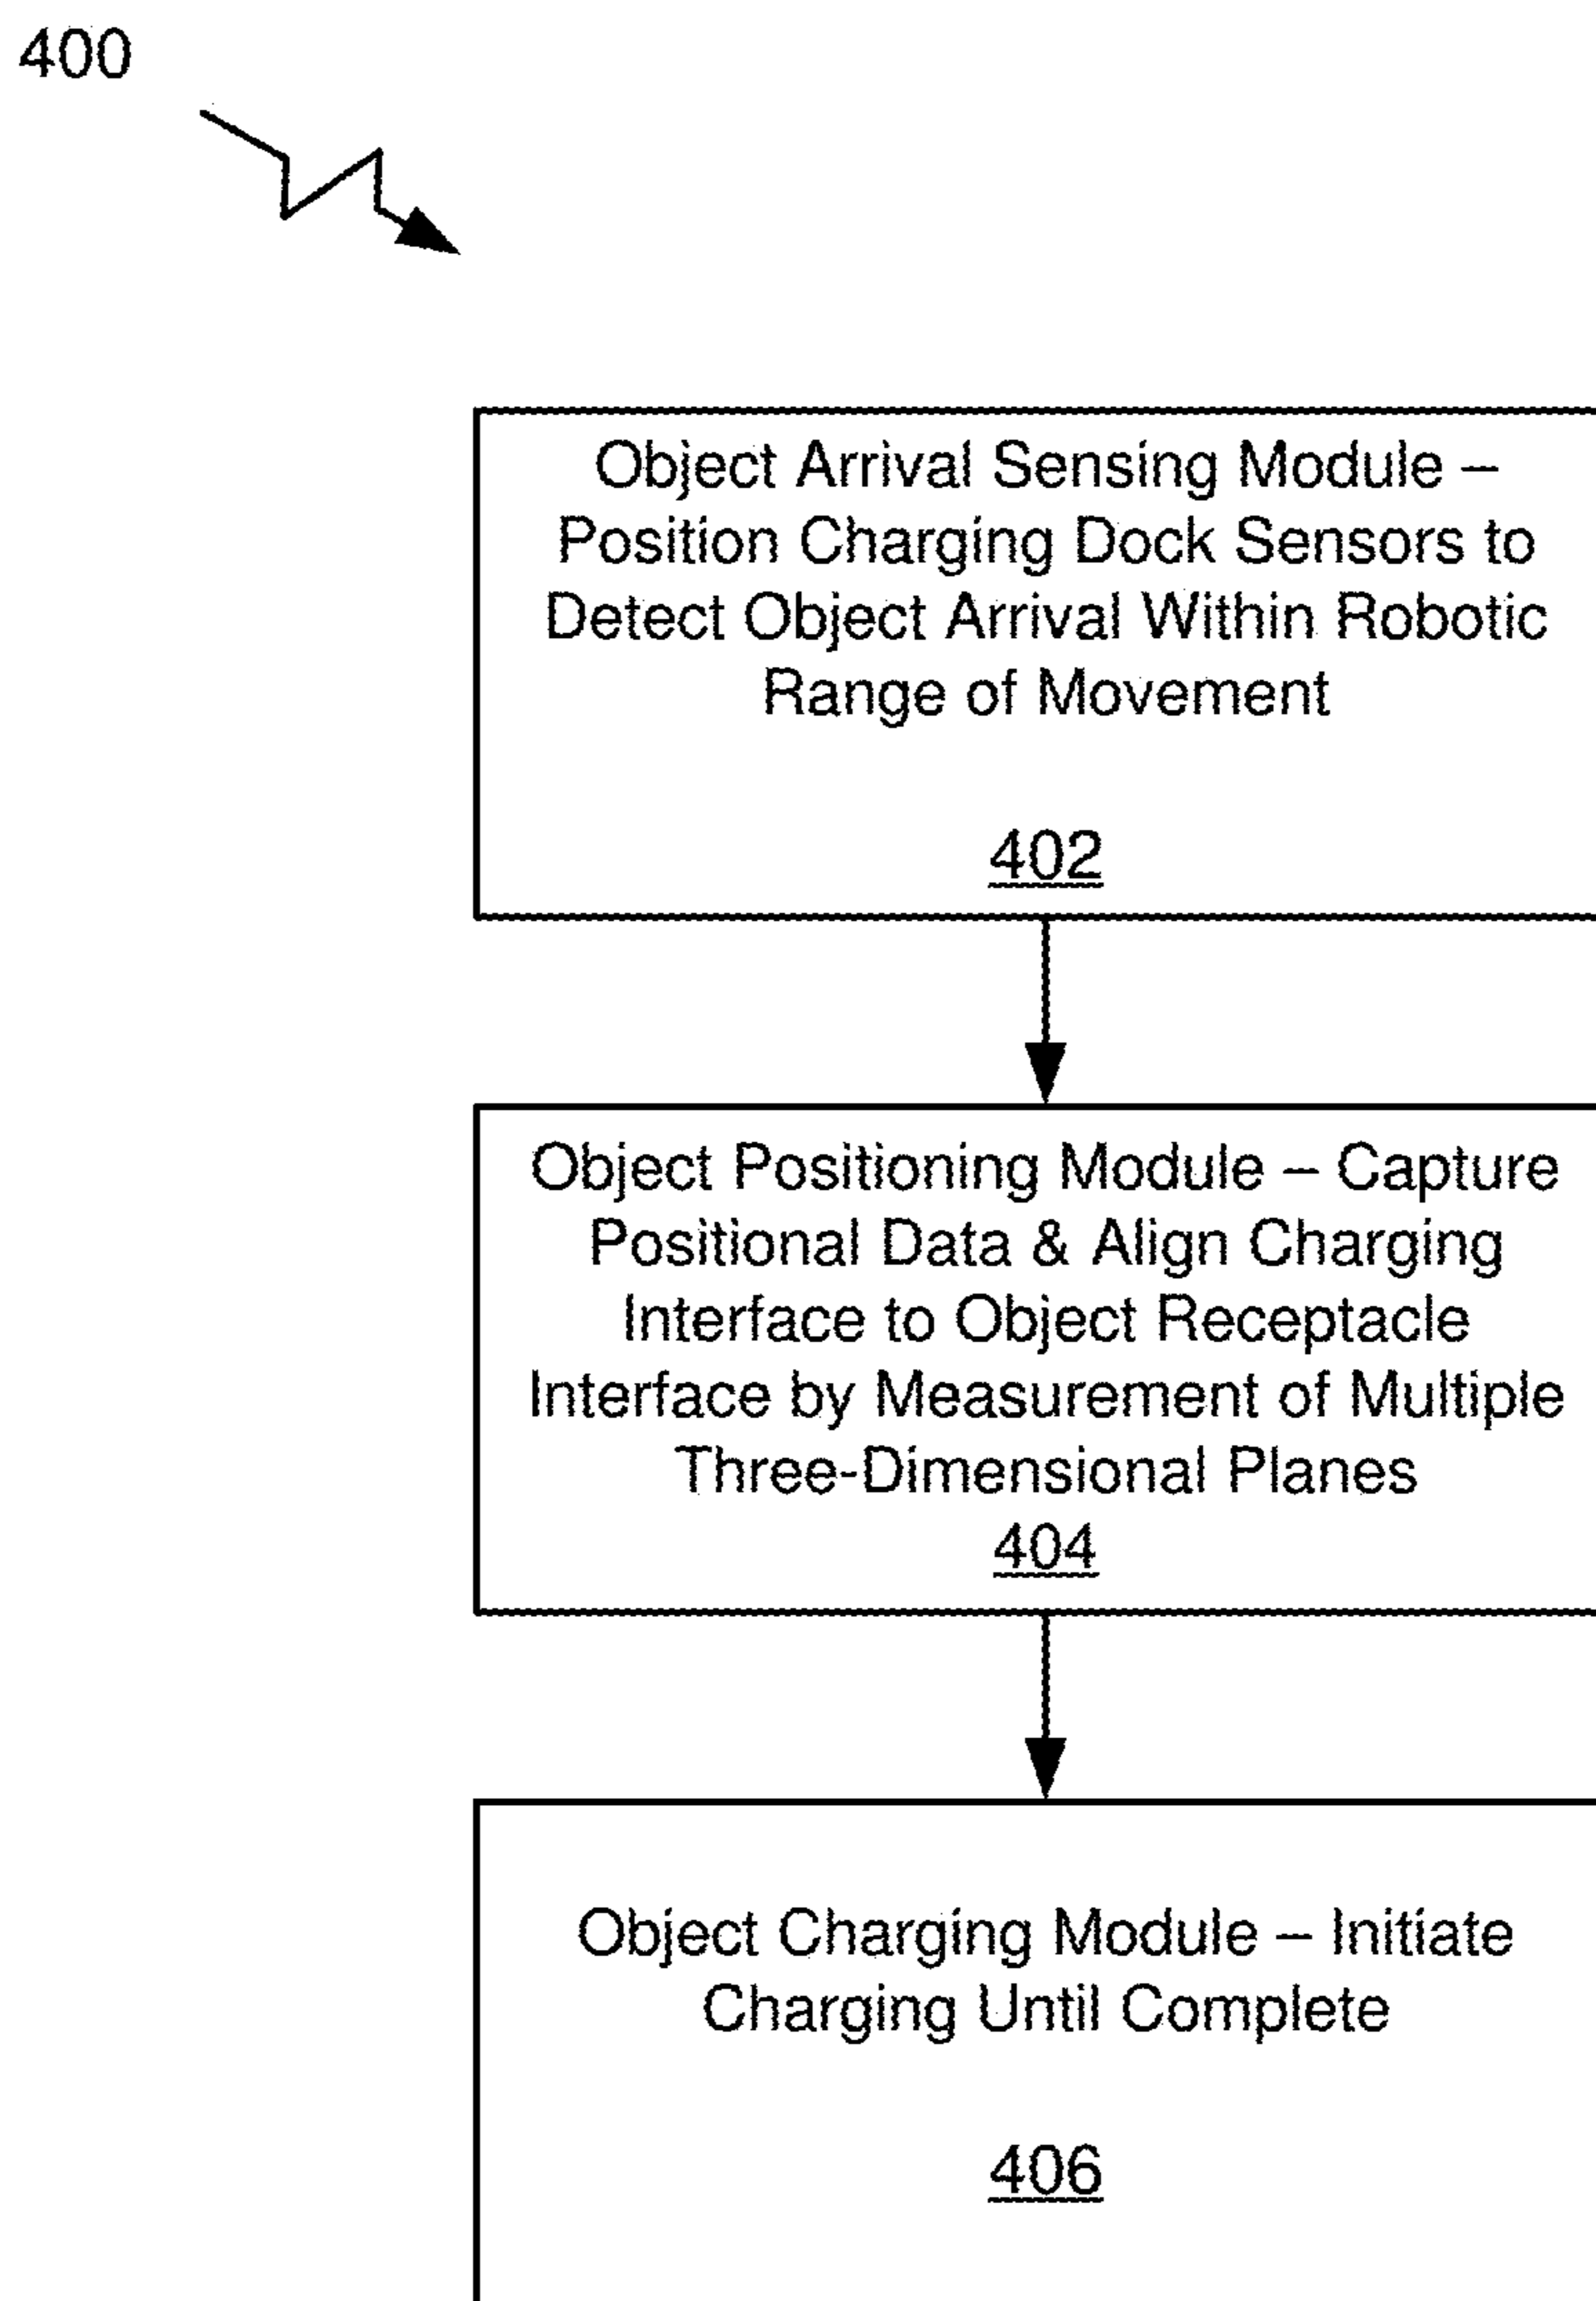 400
Object Arrival Sensing Module –
Position Charging Dock Sensors to
Detect Object Arrival Within Robotic
Range of Movement
402
Object Positioning Module – Capture
Positional Data & Align Charging
Interface to Object Receptacle
Interface by Measurement of Multiple
Three-Dimensional Planes
404
Object Charging Module – Initiate
Charging Until Complete
406